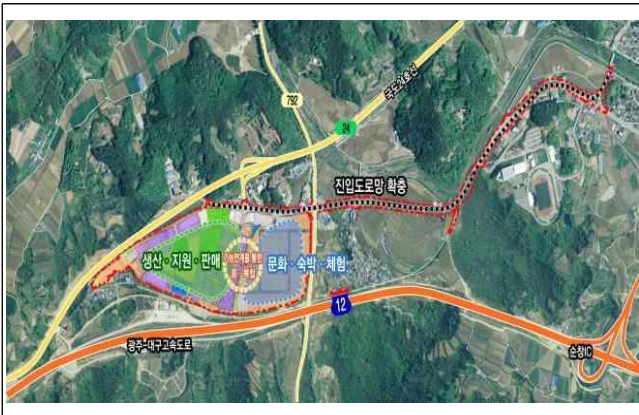 792
국도24호선
24
진입도로망 확충
생산·지원·판매
문화·숙박·체험
12
광주-대구고속도로
순창IC